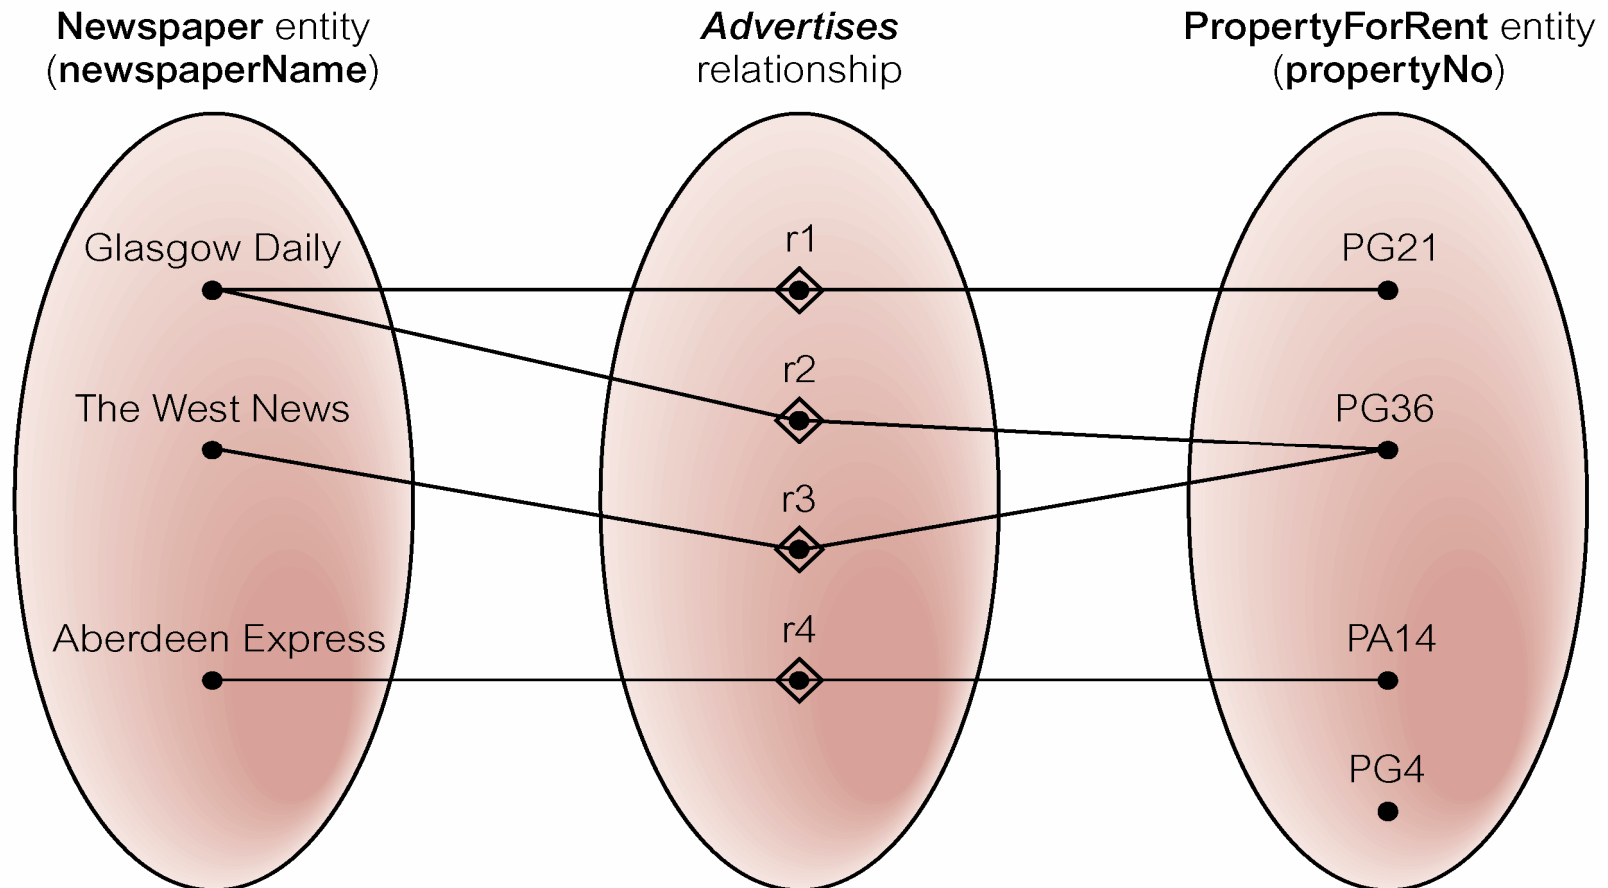 Newspaper entity
(newspaperName)
Advertises
relationship
PropertyForRent entity
(propertyNo)
Glasgow Daily
r1
PG21
r2
The West News
PG36
r3
Aberdeen Express
r4
PA14
PG4